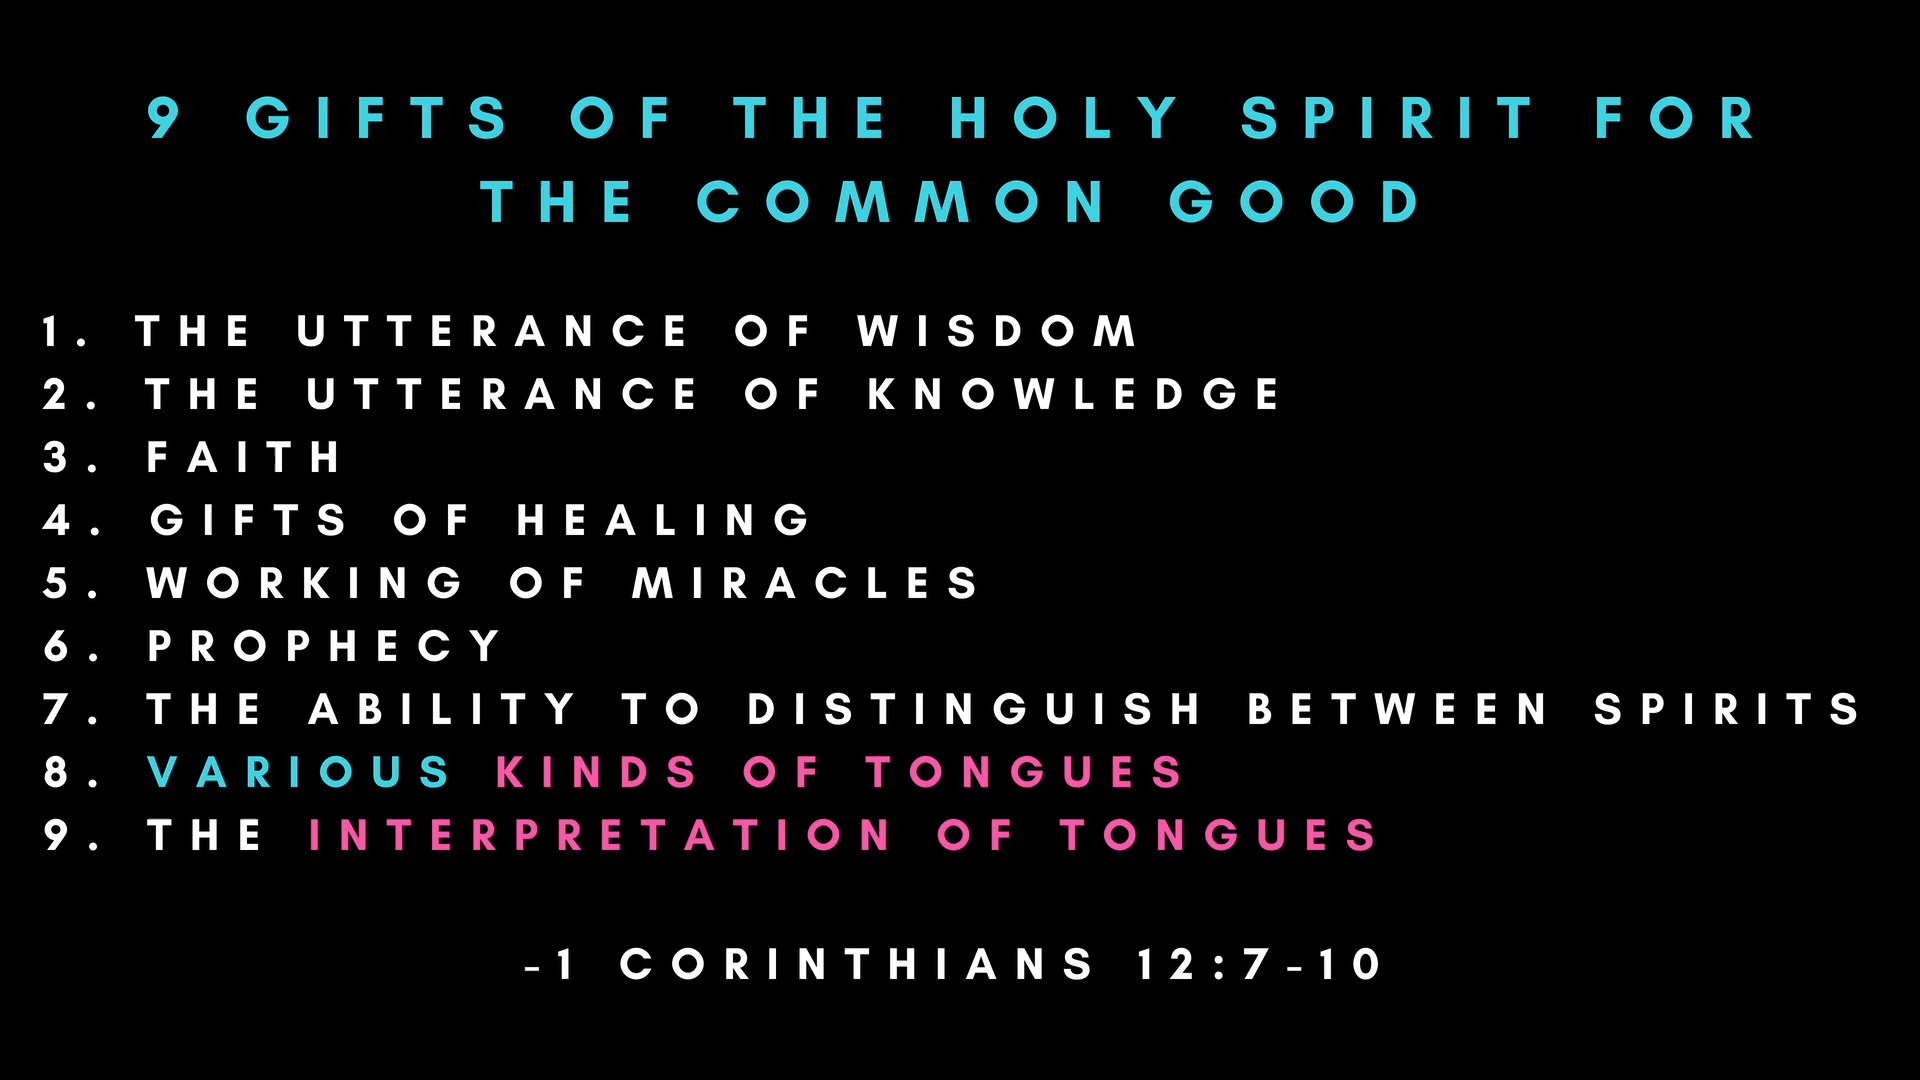 9 GIFTS OF THE HOLY SPIRIT FOR
THE COMMON GOOD
1. THE UTTERANCE OF WISDOM
2. THE UTTERANCE OF KNOWLEDGE
3. FAITH
4. GIFTS OF HEALING
5. WORKING OF MIRACLES
6. PROPHECY
7. THE ABILITY TO DISTINGUISH BETWEEN SPIRITS
8. VARIOUS KINDS OF TONGUES
9. THE INTERPRETATION OF TONGUES
-1 CORINTHIANS 12:7-10